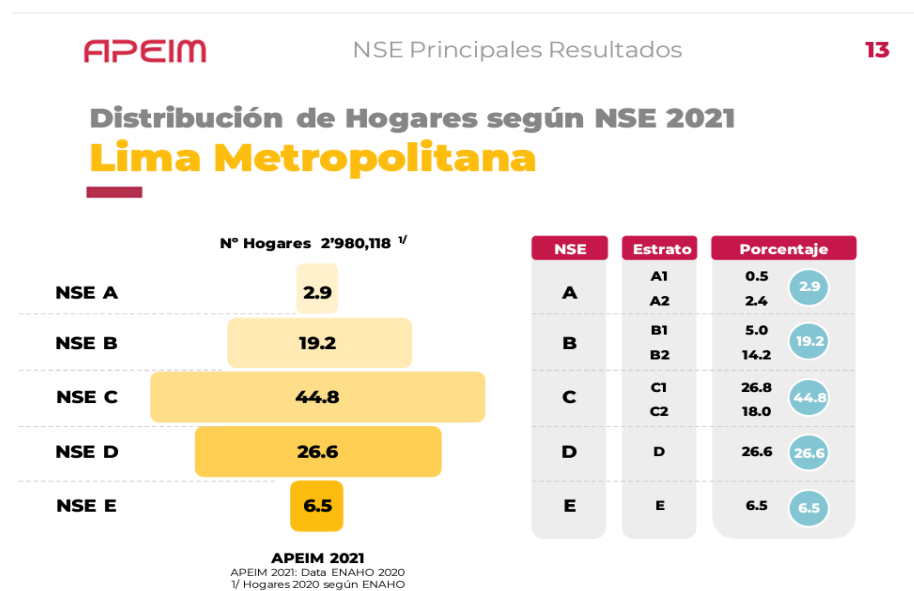 APEIM
NSE Principales Resultados
13
Distribución de Hogares según NSE 2021
Lima Metropolitana
Nº Hogares 2’980,118 1/
NSE A
2.9
NSE B
19.2
NSE C
44.8
NSE D
26.6
NSE E
6.5
APEIM 2021
APEIM 2021: Data ENAHO 2020
1/ Hogares 2020 según ENAHO
NSE Estrato Porcentaje
A
A1 0.5
A2 2.4
2.9
B
B1 5.0
B2 14.2
19.2
C
C1 26.8
C2 18.0
44.8
D D 26.6 26.6
E E 6.5 6.5